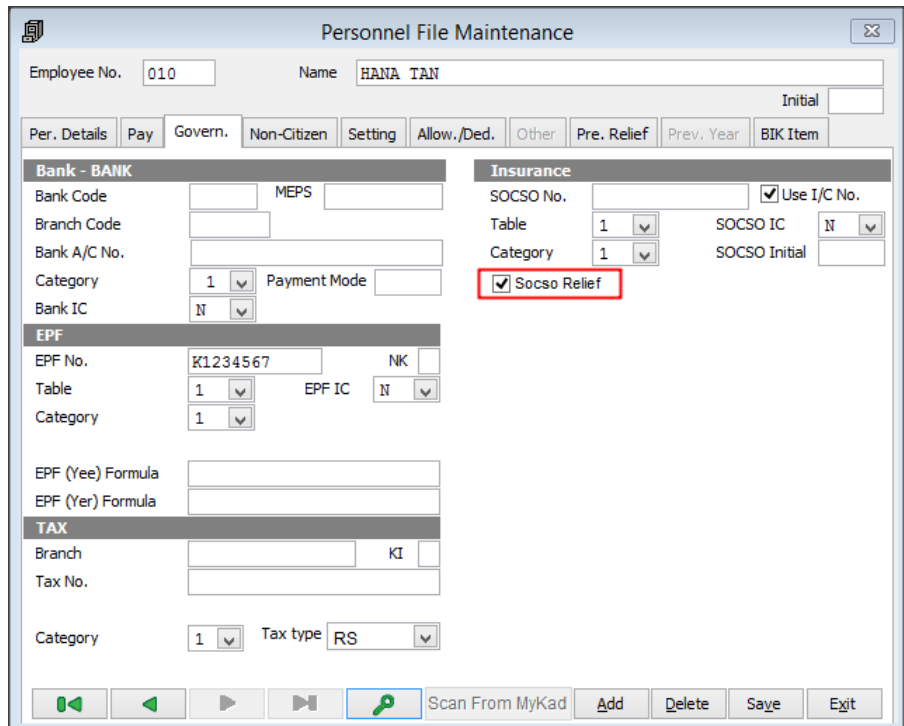 Personnel File Maintenance
Employee No. 010 Name HANA TAN
Initial
Per. Details Pay Govern. Non-Citizen Setting Allow./Ded. Other Pre. Relief Prev. Year BIK Item
Bank - BANK
Bank Code MEPS
Branch Code
Bank A/C No.
Category 1 Payment Mode
Bank IC N
EPF
EPF No. K1234567 NK
Table 1 EPF IC N
Category 1
EPF (Yee) Formula
EPF (Yer) Formula
TAX
Branch KI
Tax No.
Category 1 Tax type RS
Insurance
SOCSO No. Use I/C No.
Table 1 SOCSO IC N
Category 1 SOCSO Initial
Socso Relief
Scan From MyKad Add Delete Save Exit